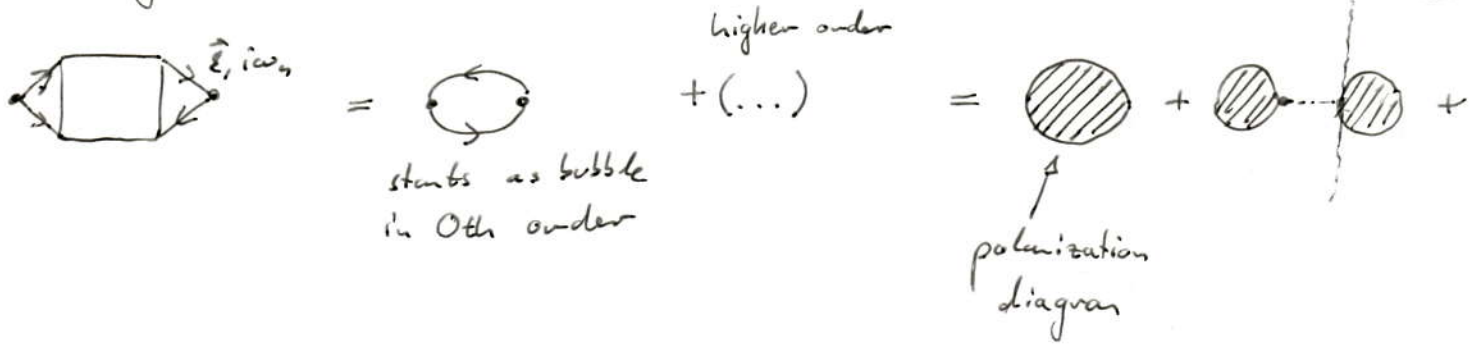 higher order
, iωₙ
= + (...) = + +
starts as bubble
in 0th order
polarization
diagram